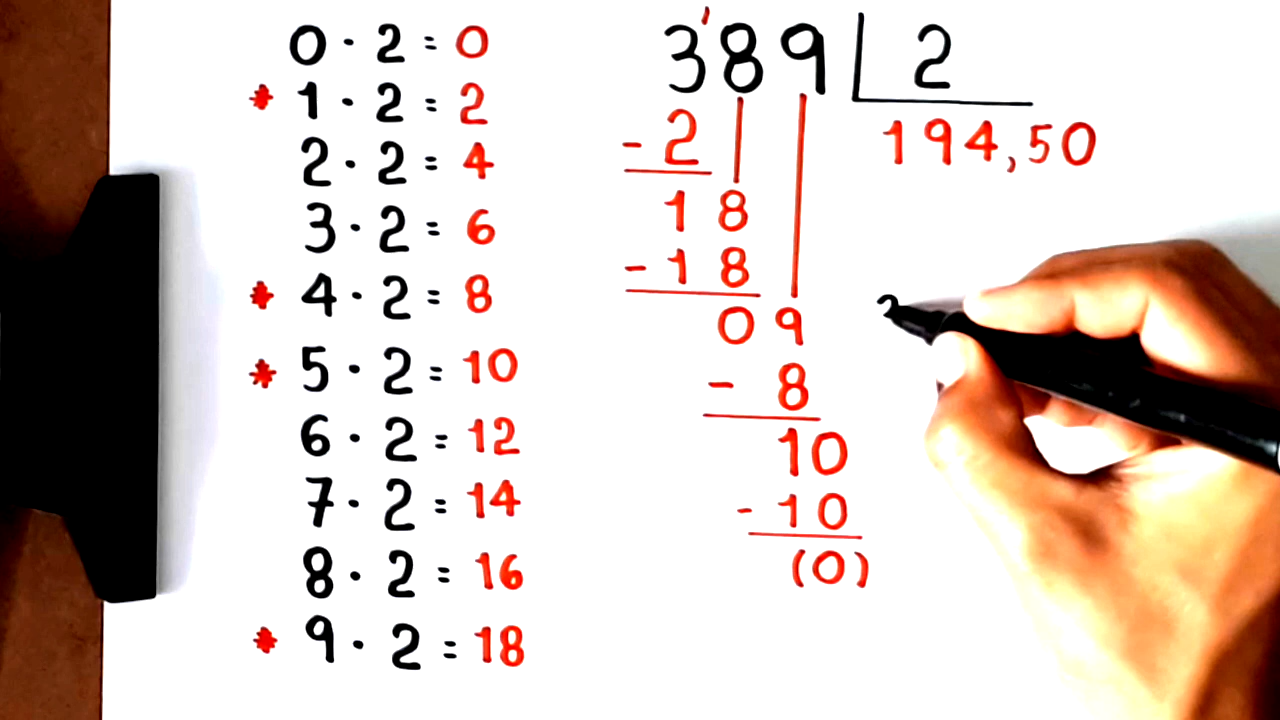 0 · 2 = 0
* 1 · 2 = 2
2 · 2 = 4
3 · 2 = 6
* 4 · 2 = 8
* 5 · 2 = 10
6 · 2 = 12
7 · 2 = 14
8 · 2 = 16
* 9 · 2 = 18
3'89 2
194,50
- 2
18
- 18
09
- 8
10
- 10
(0)